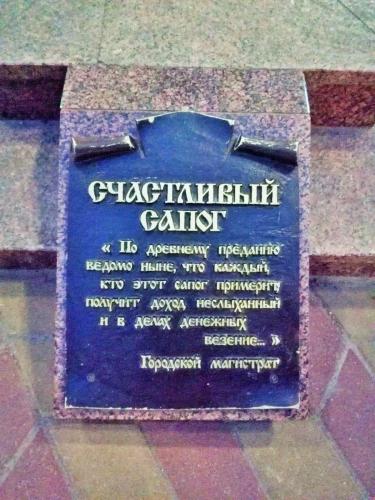 СЧАСТЛИВЫЙ
САПОГ
« По древнему преданию
ведомо ныне, что каждый,
кто этот сапог примерит,
получит доход неслыханный
и в делах денежных
везение... »
Городской магистрат